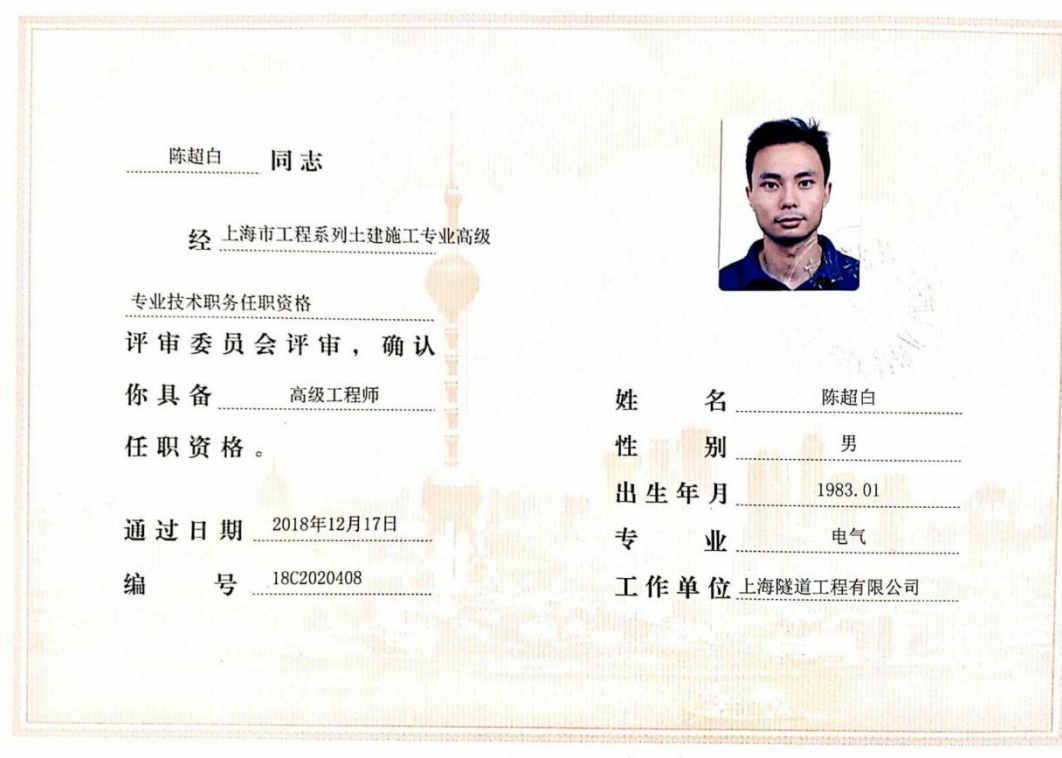 陈超白 同志
经 上海市工程系列土建施工专业高级
专业技术职务任职资格
评审委员会评审，确认
你具备 高级工程师
任职资格。
通过日期 2018年12月17日
编号 18C2020408
姓名 陈超白
性别 男
出生年月 1983.01
专业 电气
工作单位 上海隧道工程有限公司